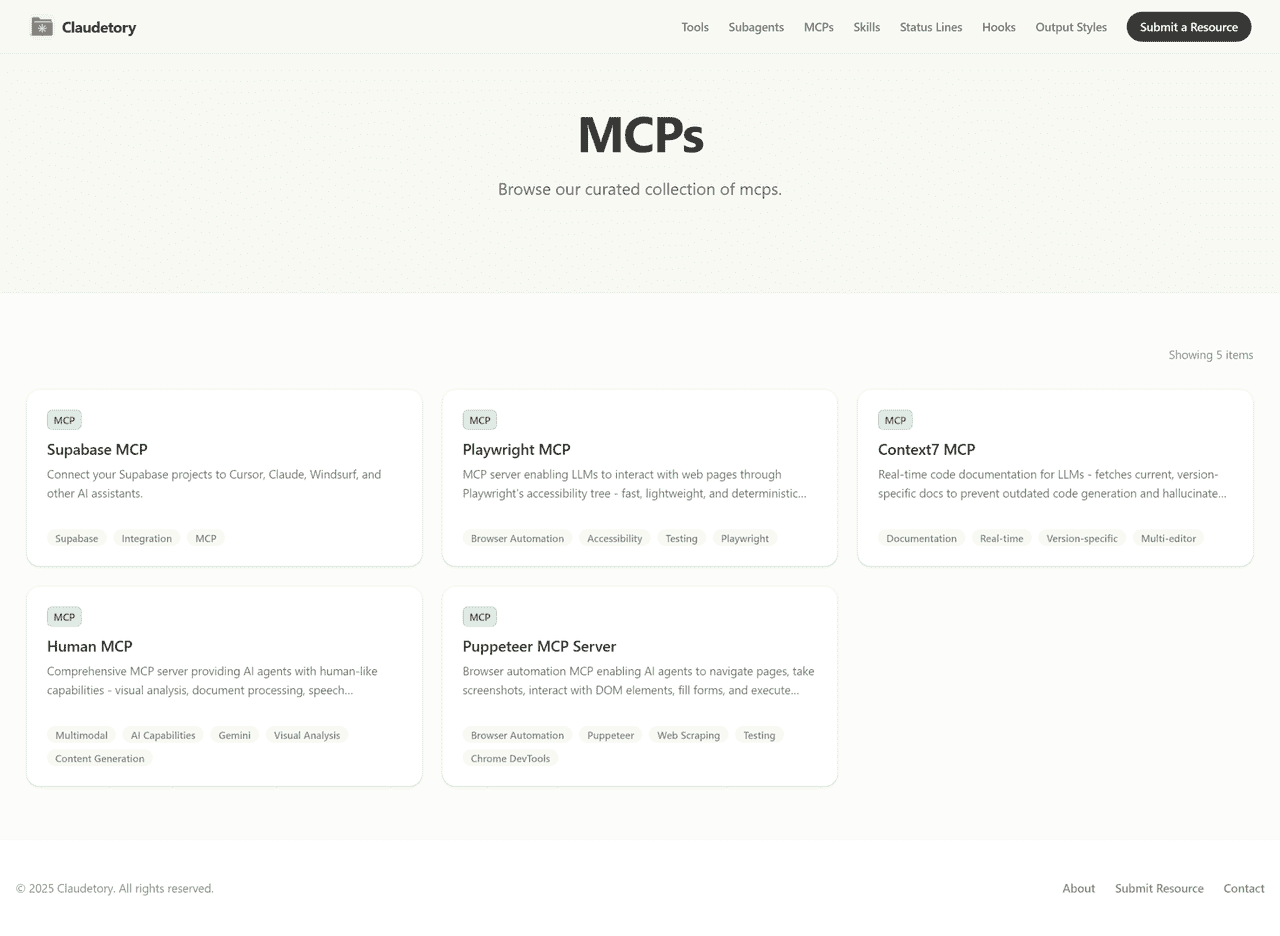 Claudetory
Tools Subagents MCPs Skills Status Lines Hooks Output Styles Submit a Resource
MCPs
Browse our curated collection of mcps.
Showing 5 items
MCP
Supabase MCP
Connect your Supabase projects to Cursor, Claude, Windsurf, and
other AI assistants.
Supabase Integration MCP
MCP
Playwright MCP
MCP server enabling LLMs to interact with web pages through
Playwright's accessibility tree - fast, lightweight, and deterministic...
Browser Automation Accessibility Testing Playwright
MCP
Context7 MCP
Real-time code documentation for LLMs - fetches current, version-
specific docs to prevent outdated code generation and hallucinate...
Documentation Real-time Version-specific Multi-editor
MCP
Human MCP
Comprehensive MCP server providing AI agents with human-like
capabilities - visual analysis, document processing, speech...
Multimodal AI Capabilities Gemini Visual Analysis
Content Generation
MCP
Puppeteer MCP Server
Browser automation MCP enabling AI agents to navigate pages, take
screenshots, interact with DOM elements, fill forms, and execute...
Browser Automation Puppeteer Web Scraping Testing
Chrome DevTools
© 2025 Claudetory. All rights reserved.
About Submit Resource Contact